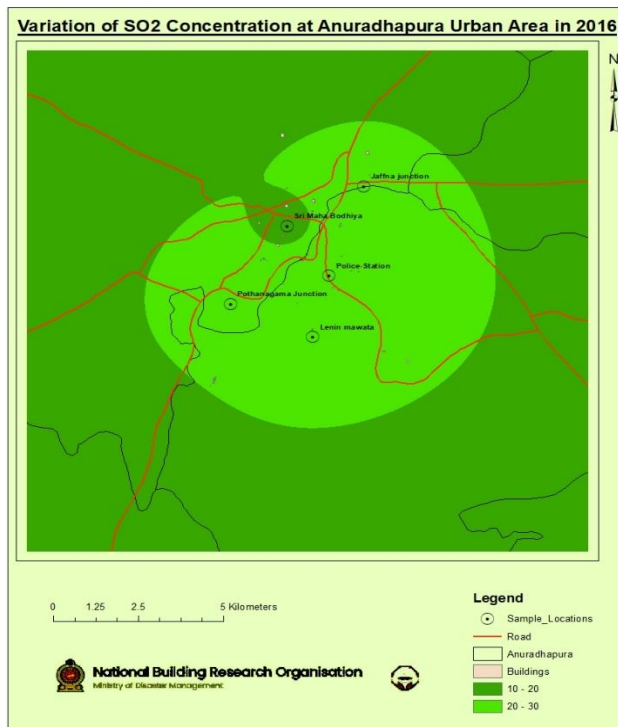 Variation of SO2 Concentration at Anuradhapura Urban Area in 2016
N
Jaffna junction
Sri Maha Bodhiya
Police-Station
Pothanagama Junction
Lenin mawata
0 1.25 2.5 5 Kilometers
Legend
Sample_Locations
Road
Anuradhapura
Buildings
10 - 20
20 - 30
National Building Research Organisation
Ministry of Disaster Management